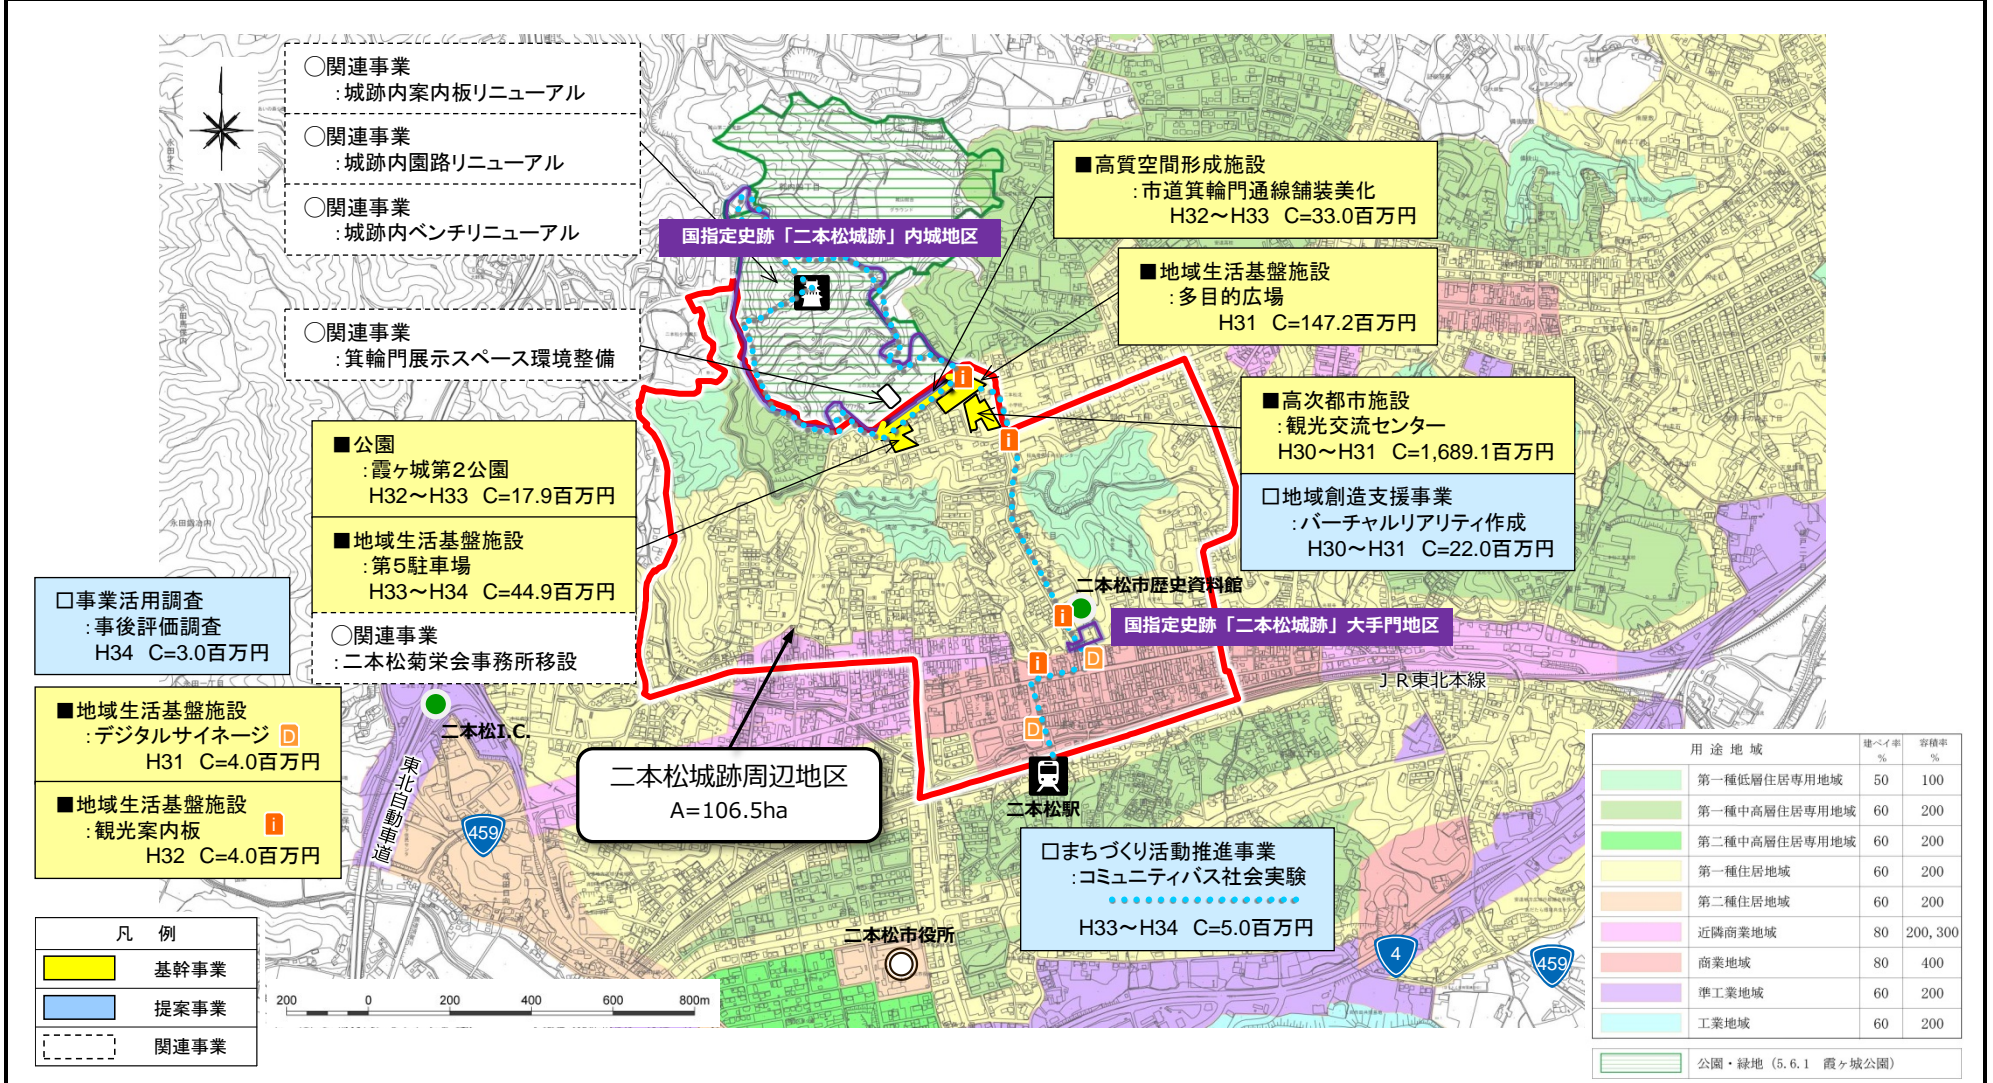 ○関連事業
：城跡内案内板リニューアル
○関連事業
：城跡内園路リニューアル
○関連事業
：城跡内ベンチリニューアル
○関連事業
：箕輪門展示スペース環境整備
国指定史跡「二本松城跡」内城地区
■高質空間形成施設
：市道箕輪門通線舗装美化
H32～H33 C=33.0百万円
■地域生活基盤施設
：多目的広場
H31 C=147.2百万円
■高次都市施設
：観光交流センター
H30～H31 C=1,689.1百万円
□地域創造支援事業
：バーチャルリアリティ作成
H30～H31 C=22.0百万円
■公園
：霞ヶ城第２公園
H32～H33 C=17.9百万円
■地域生活基盤施設
：第５駐車場
H33～H34 C=44.9百万円
○関連事業
：二本松菊栄会事務所移設
□事業活用調査
：事後評価調査
H34 C=3.0百万円
■地域生活基盤施設
：デジタルサイネージ D
H31 C=4.0百万円
■地域生活基盤施設
：観光案内板 i
H32 C=4.0百万円
i
i
二本松市歴史資料館
i
国指定史跡「二本松城跡」大手門地区
i
D
D
ＪＲ東北本線
二本松I.C.
東北自動車道
459
二本松城跡周辺地区
A=106.5ha
二本松駅
□まちづくり活動推進事業
：コミュニティバス社会実験
H33～H34 C=5.0百万円
二本松市役所
4
459
凡 例
基幹事業
提案事業
関連事業
200 0 200 400 600 800m
用途地域 建ペイ率 % 容積率 %
第一種低層住居専用地域 50 100
第一種中高層住居専用地域 60 200
第二種中高層住居専用地域 60 200
第一種住居地域 60 200
第二種住居地域 60 200
近隣商業地域 80 200,300
商業地域 80 400
準工業地域 60 200
工業地域 60 200
公園・緑地（5.6.1 霞ヶ城公園）